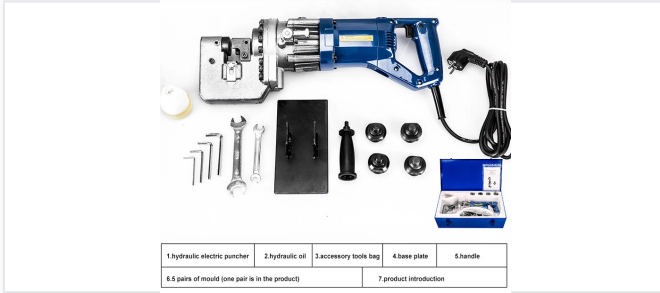 1.hydraulic electric puncher 2.hydraulic oil 3.accessory tools bag 4.base plate 5.handle
6.5 pairs of mould (one pair is in the product) 7.product introduction